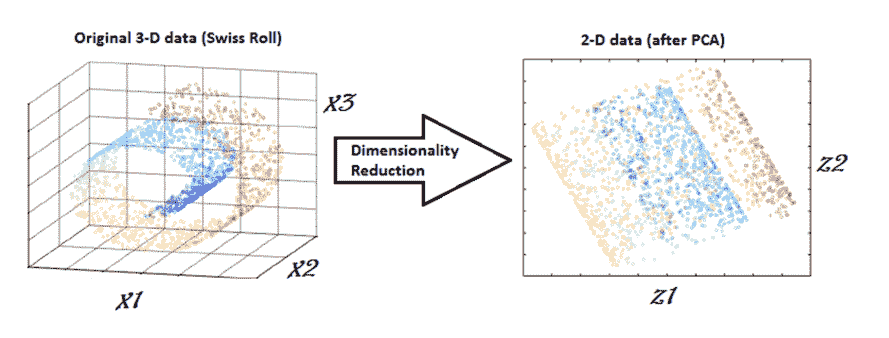 Original 3-D data (Swiss Roll)
2-D data (after PCA)
X3
Dimensionality
Reduction
z2
X2
X1
z1